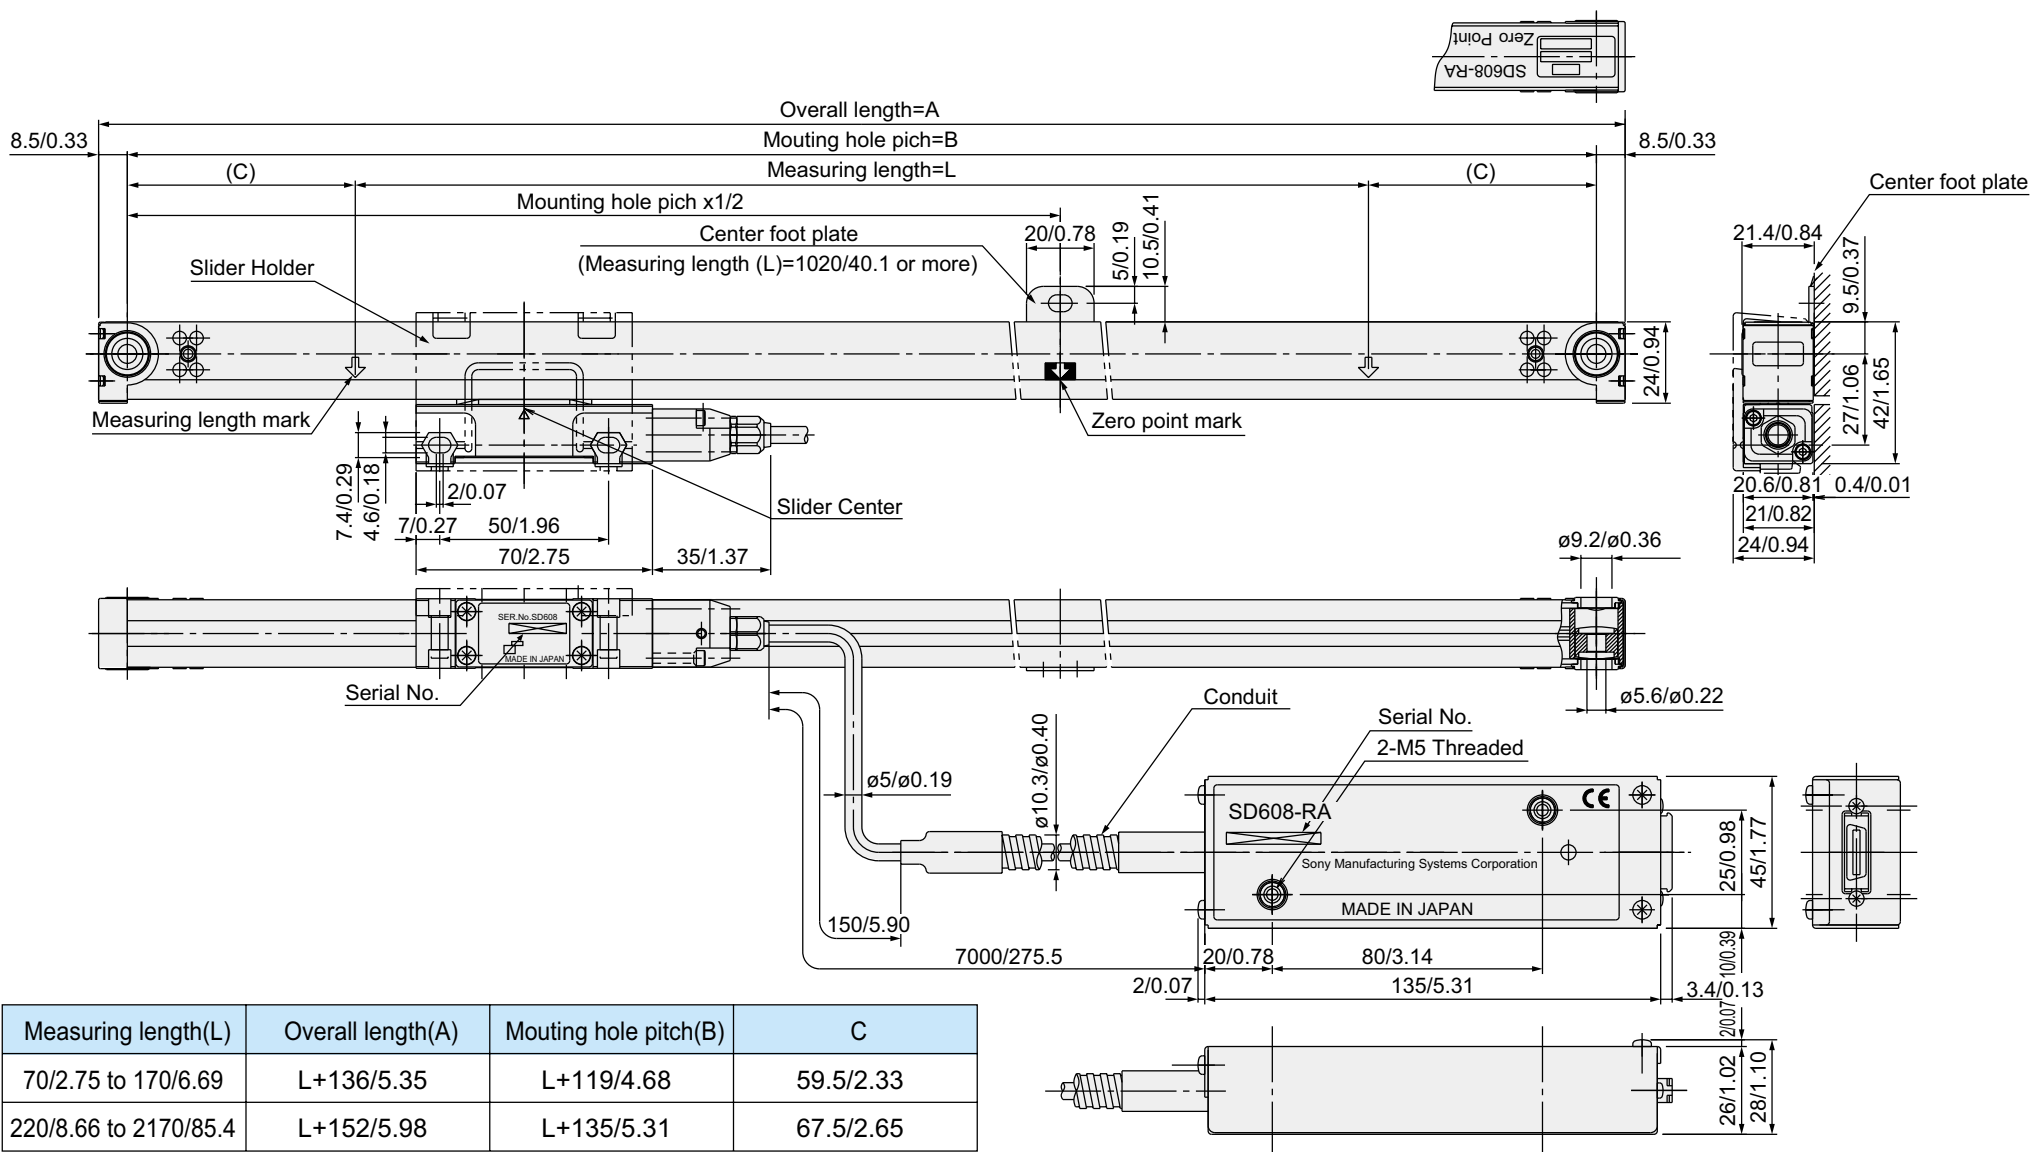 Zero Point
SD608-RA
Overall length=A
8.5/0.33
Mouting hole pich=B
8.5/0.33
(C)
Measuring length=L
(C)
Center foot plate
Mounting hole pich x1/2
Center foot plate
(Measuring length (L)=1020/40.1 or more)
20/0.78
5/0.19
10.5/0.41
21.4/0.84
9.5/0.37
Slider Holder
24/0.94
27/1.06
42/1.65
Measuring length mark
Zero point mark
7.4/0.29
4.6/0.18
2/0.07
Slider Center
20.6/0.81
0.4/0.01
7/0.27
50/1.96
21/0.82
70/2.75
35/1.37
ø9.2/ø0.36
24/0.94
SER.No.SD608
MADE IN JAPAN
Serial No.
ø5.6/ø0.22
Conduit
Serial No.
2-M5 Threaded
ø5/ø0.19
ø10.3/ø0.40
SD608-RA
CE
Sony Manufacturing Systems Corporation
MADE IN JAPAN
25/0.98
45/1.77
150/5.90
7000/275.5
20/0.78
80/3.14
10/0.39
2/0.07
135/5.31
3.4/0.13
2/0.07
26/1.02
28/1.10
Measuring length(L) Overall length(A) Mouting hole pitch(B) C
70/2.75 to 170/6.69 L+136/5.35 L+119/4.68 59.5/2.33
220/8.66 to 2170/85.4 L+152/5.98 L+135/5.31 67.5/2.65